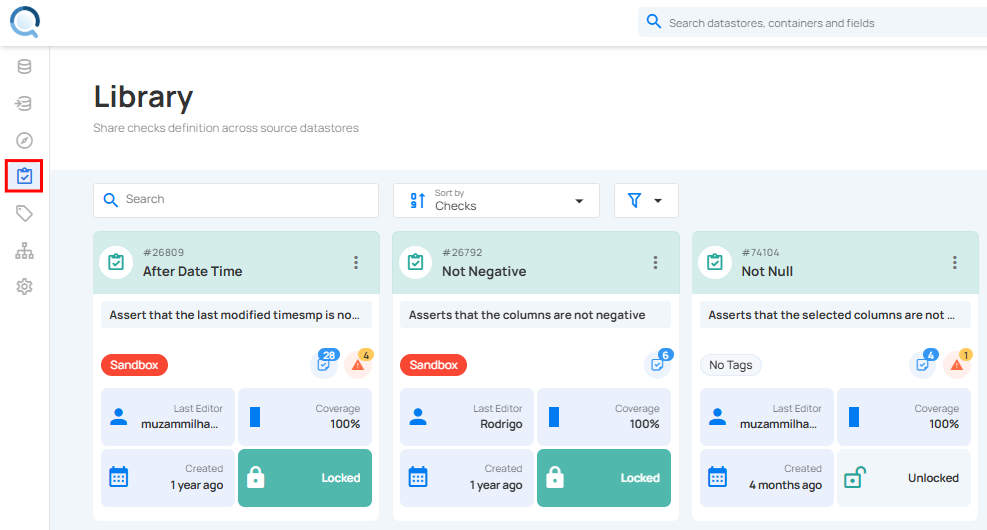 Search datastores, containers and fields
Library
Share checks definition across source datastores
Search
Sort by
Checks
#26809
After Date Time
Assert that the last modified timesmp is no...
Sandbox
28
4
Last Editor
muzammilha...
Coverage
100%
Created
1 year ago
Locked
#26792
Not Negative
Asserts that the columns are not negative
Sandbox
6
Last Editor
Rodrigo
Coverage
100%
Created
1 year ago
Locked
#74104
Not Null
Asserts that the selected columns are not ...
No Tags
4
1
Last Editor
muzammilha...
Coverage
100%
Created
4 months ago
Unlocked